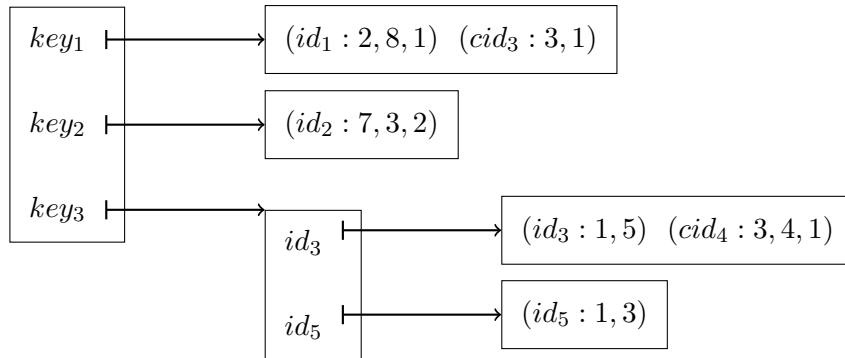 key₁ (id₁ : 2, 8, 1) (cid₃ : 3, 1)
key₂ (id₂ : 7, 3, 2)
key₃
id₃ (id₃ : 1, 5) (cid₄ : 3, 4, 1)
id₅ (id₅ : 1, 3)